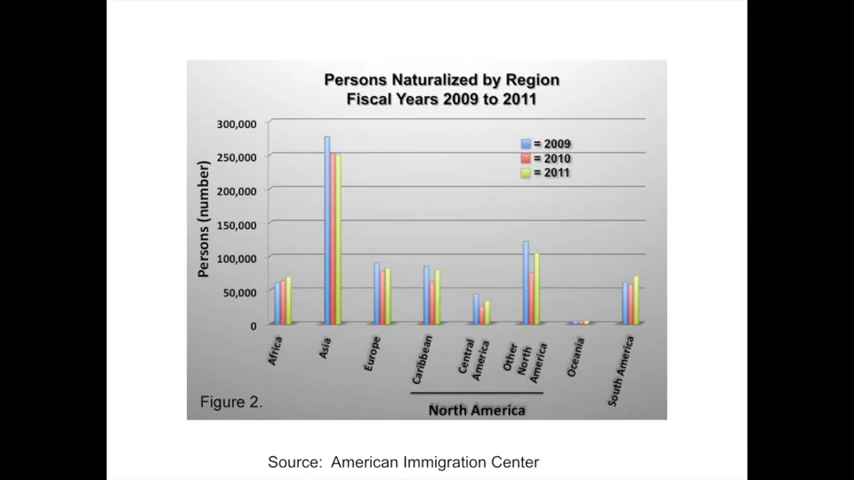 Persons Naturalized by Region
Fiscal Years 2009 to 2011
Persons (number)
300,000
250,000
200,000
150,000
100,000
50,000
0
= 2009
= 2010
= 2011
Africa
Asia
Europe
Caribbean
Central
America
Other
North
America
Oceania
South America
North America
Figure 2.
Source: American Immigration Center